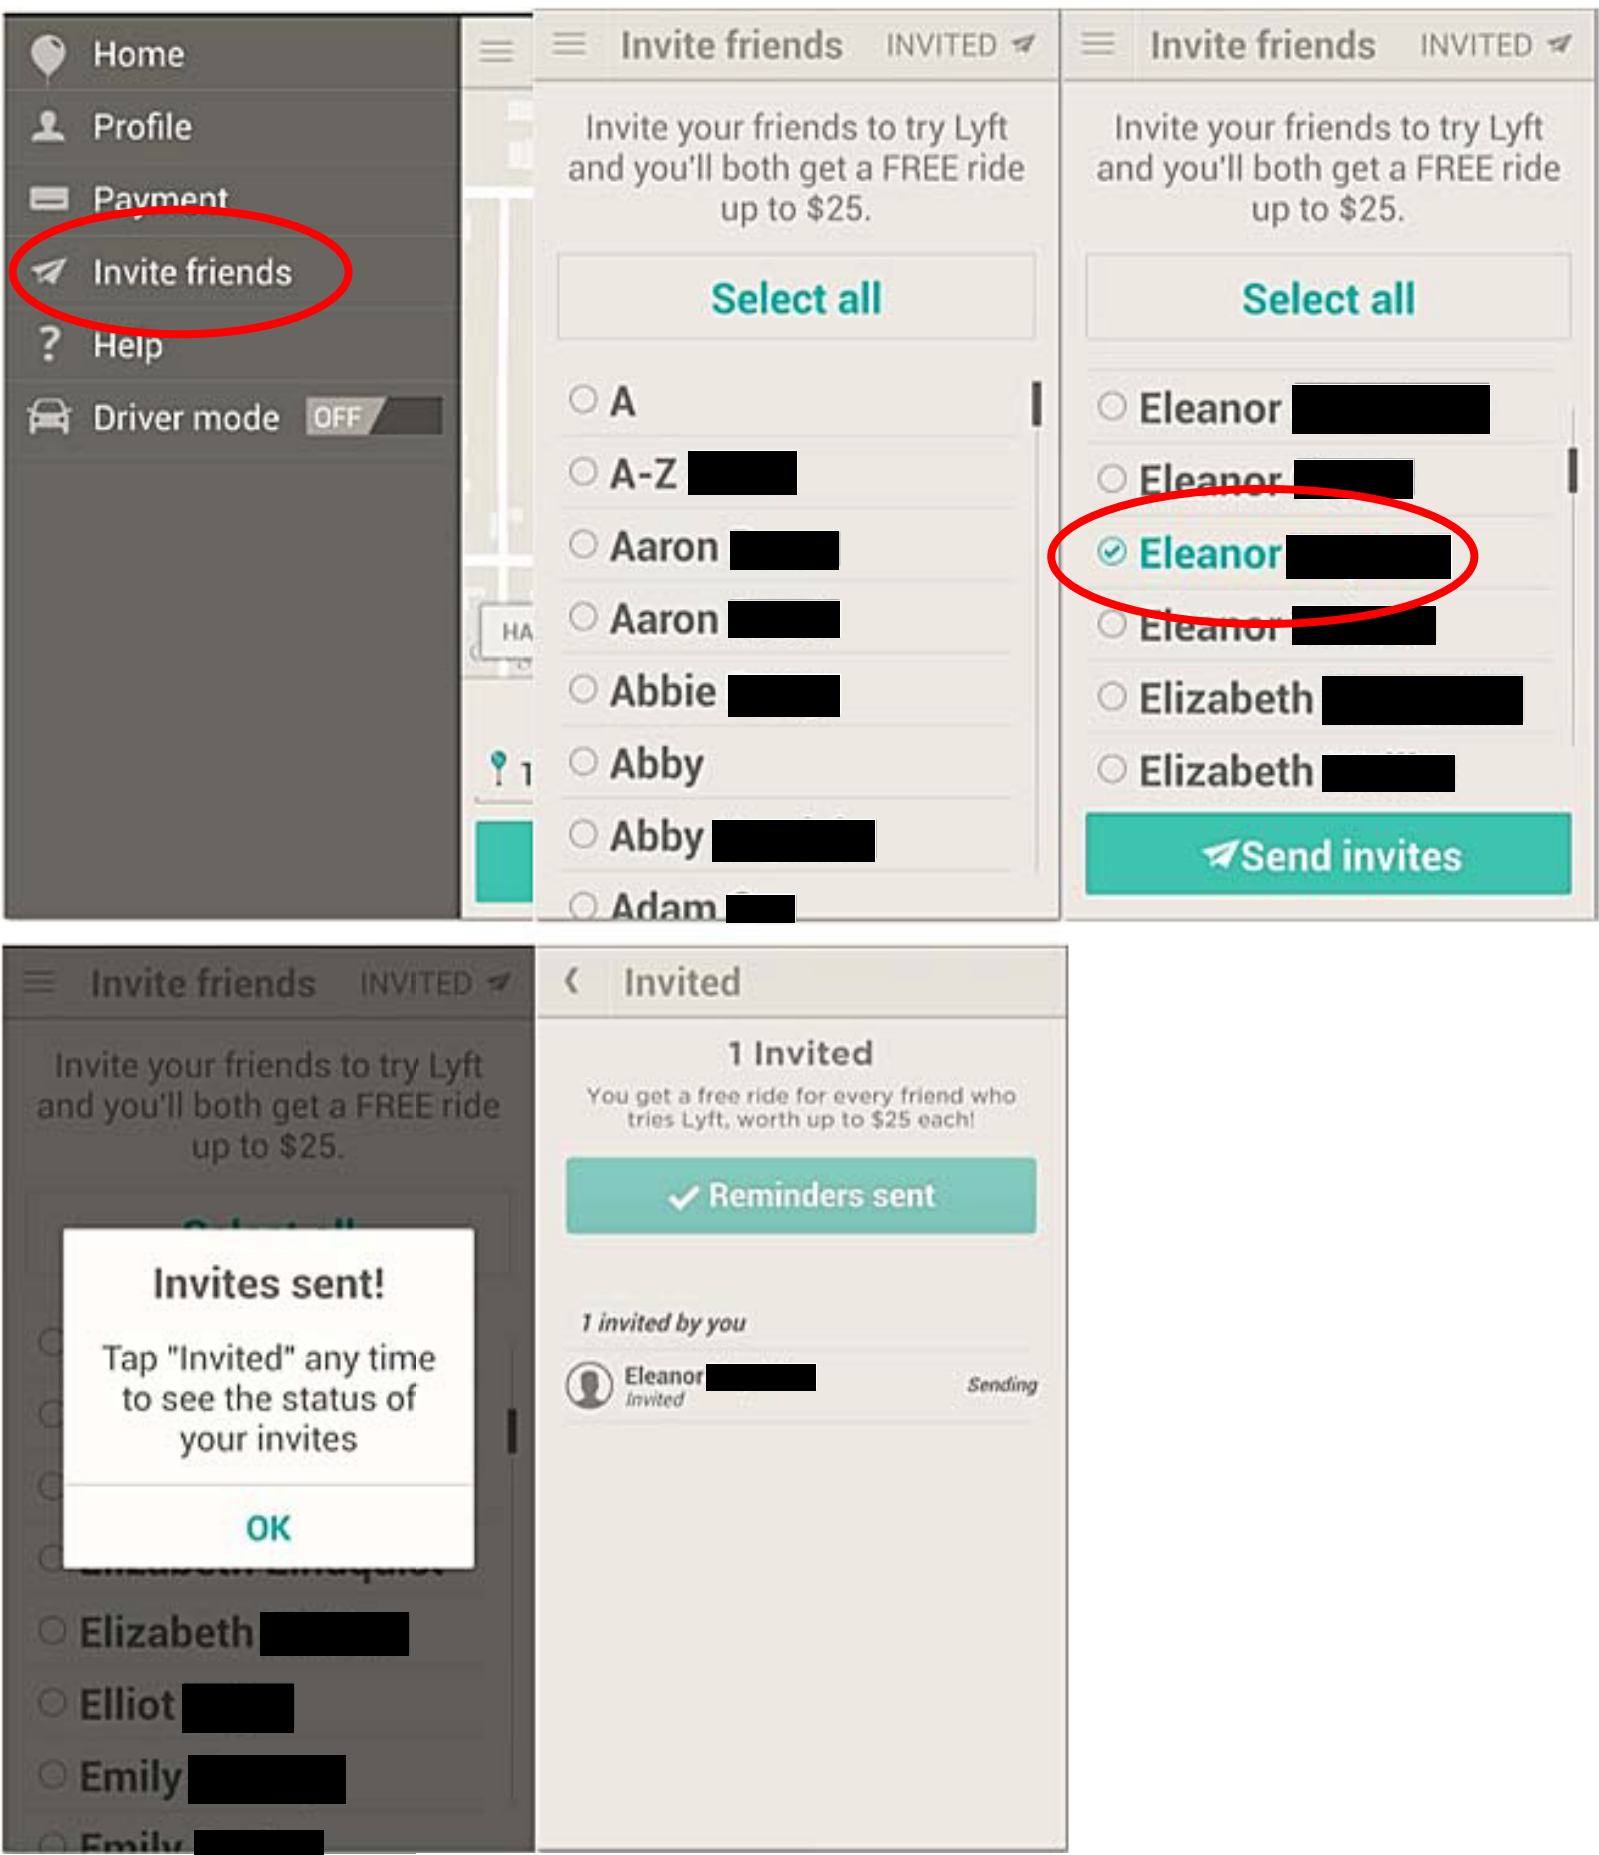 Home
Profile
Payment
Invite friends
Help
Driver mode OFF
HA
1
Invite friends INVITED
Invite your friends to try Lyft
and you'll both get a FREE ride
up to $25.
Select all
A
A-Z
Aaron
Aaron
Abbie
Abby
Abby
Adam
Invite friends INVITED
Invite your friends to try Lyft
and you'll both get a FREE ride
up to $25.
Select all
Eleanor
Eleanor
Eleanor
Eleanor
Elizabeth
Elizabeth
Send invites
Invite friends INVITED
Invite your friends to try Lyft
and you'll both get a FREE ride
up to $25.
Select all
Invites sent!
Tap "Invited" any time
to see the status of
your invites
OK
Elizabeth
Elliot
Emily
Emily
Invited
1 Invited
You get a free ride for every friend who
tries Lyft, worth up to $25 each!
Reminders sent
1 invited by you
Eleanor
Invited
Sending